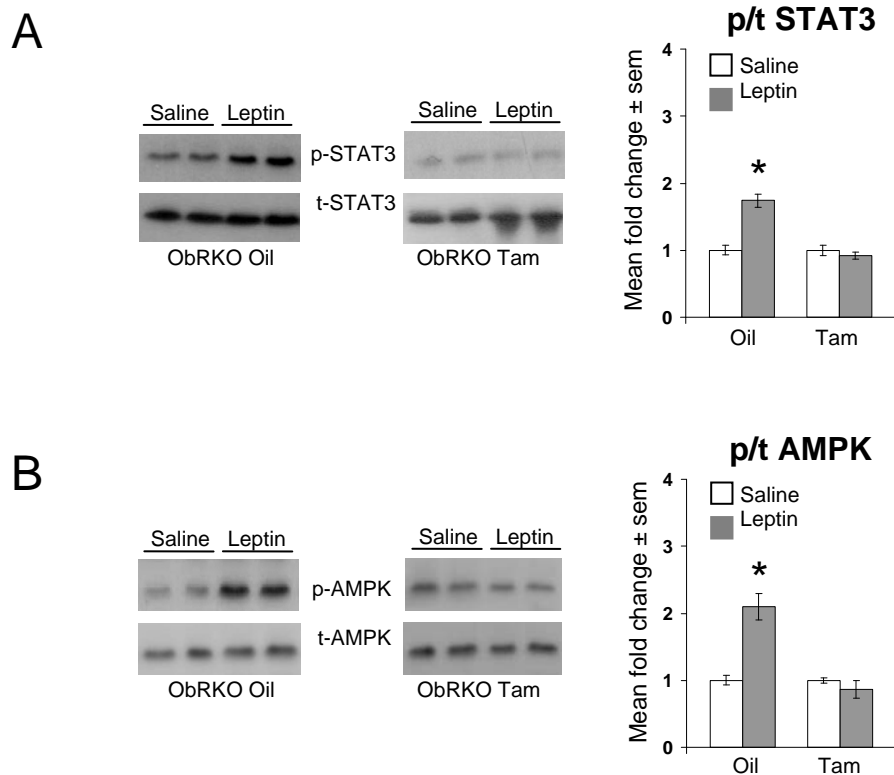 A
Saline Leptin
Saline Leptin
p-STAT3
t-STAT3
ObRKO Oil
ObRKO Tam
p/t STAT3
Mean fold change ± sem
4
3
2
1
0
Saline
Leptin
*
Oil Tam
B
Saline Leptin
Saline Leptin
p-AMPK
t-AMPK
ObRKO Oil
ObRKO Tam
p/t AMPK
Mean fold change ± sem
4
3
2
1
0
Saline
Leptin
*
Oil Tam